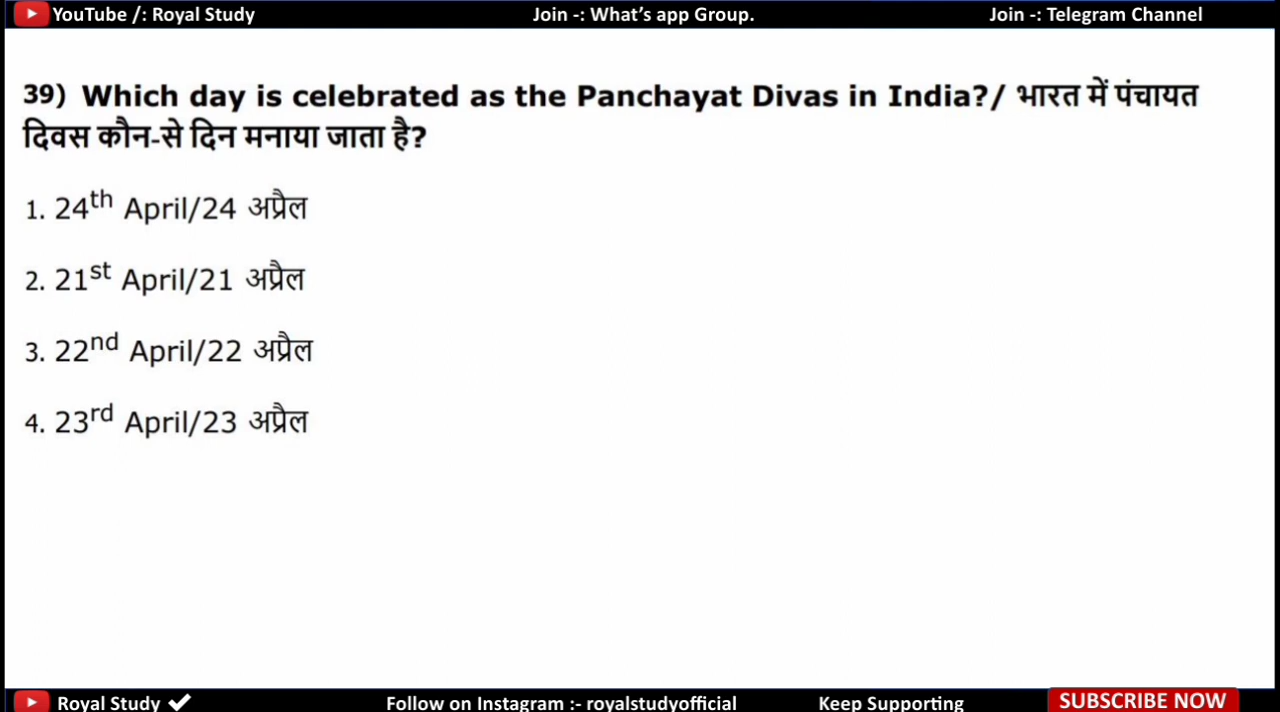 YouTube /: Royal Study Join -: What's app Group. Join -: Telegram Channel
39) Which day is celebrated as the Panchayat Divas in India?/ भारत में पंचायत
दिवस कौन-से दिन मनाया जाता है?
1. 24th April/24 अप्रैल
2. 21st April/21 अप्रैल
3. 22nd April/22 अप्रैल
4. 23rd April/23 अप्रैल
Royal Study ✔ Follow on Instagram :- royalstudyofficial Keep Supporting SUBSCRIBE NOW